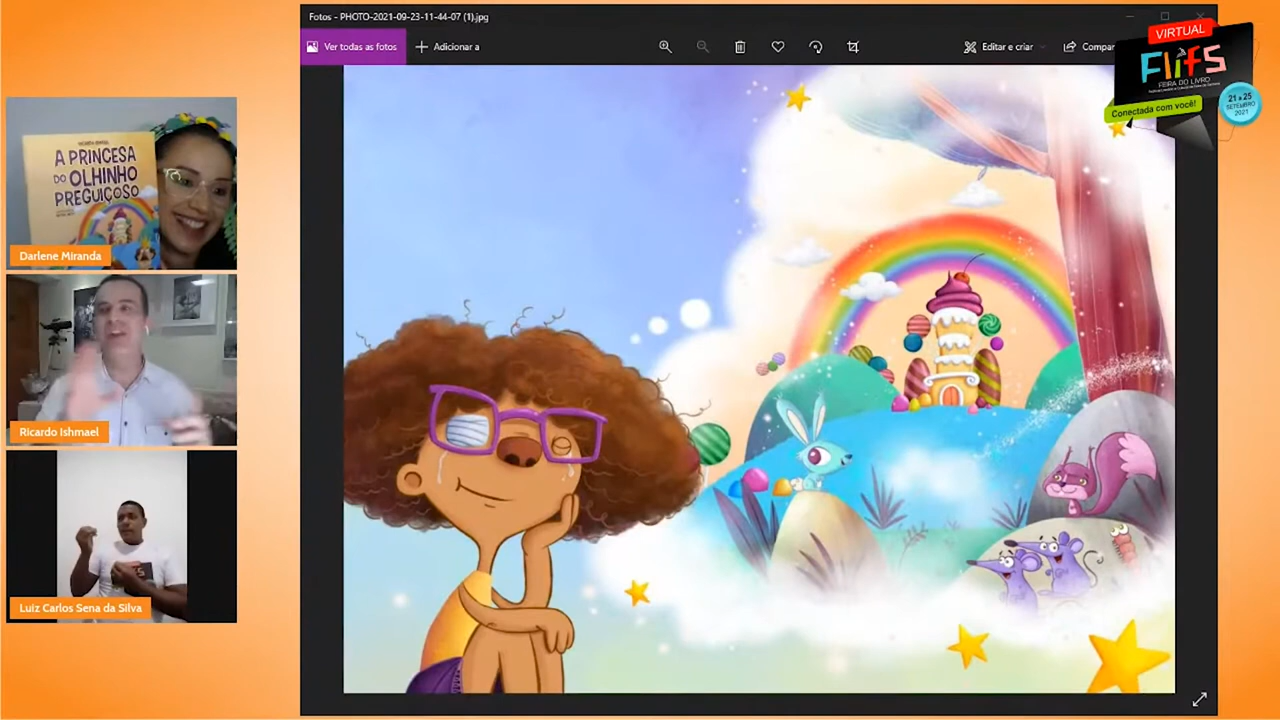 Fotos - PHOTO-2021-09-23-11-44-07 (1).jpg
Ver todas as fotos
Adicionar a
Editar e criar
Compar
VIRTUAL
FLIFS
FEIRA DO LIVRO
Conectada com você!
21 a 25
SETEMBRO
2021
A PRINCESA
DO OLHINHO
PREGUIÇOSO
Darlene Miranda
Ricardo Ishmael
Luiz Carlos Sena da Silva